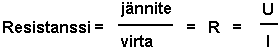 Resistanssi = jännite / virta = R = U / I